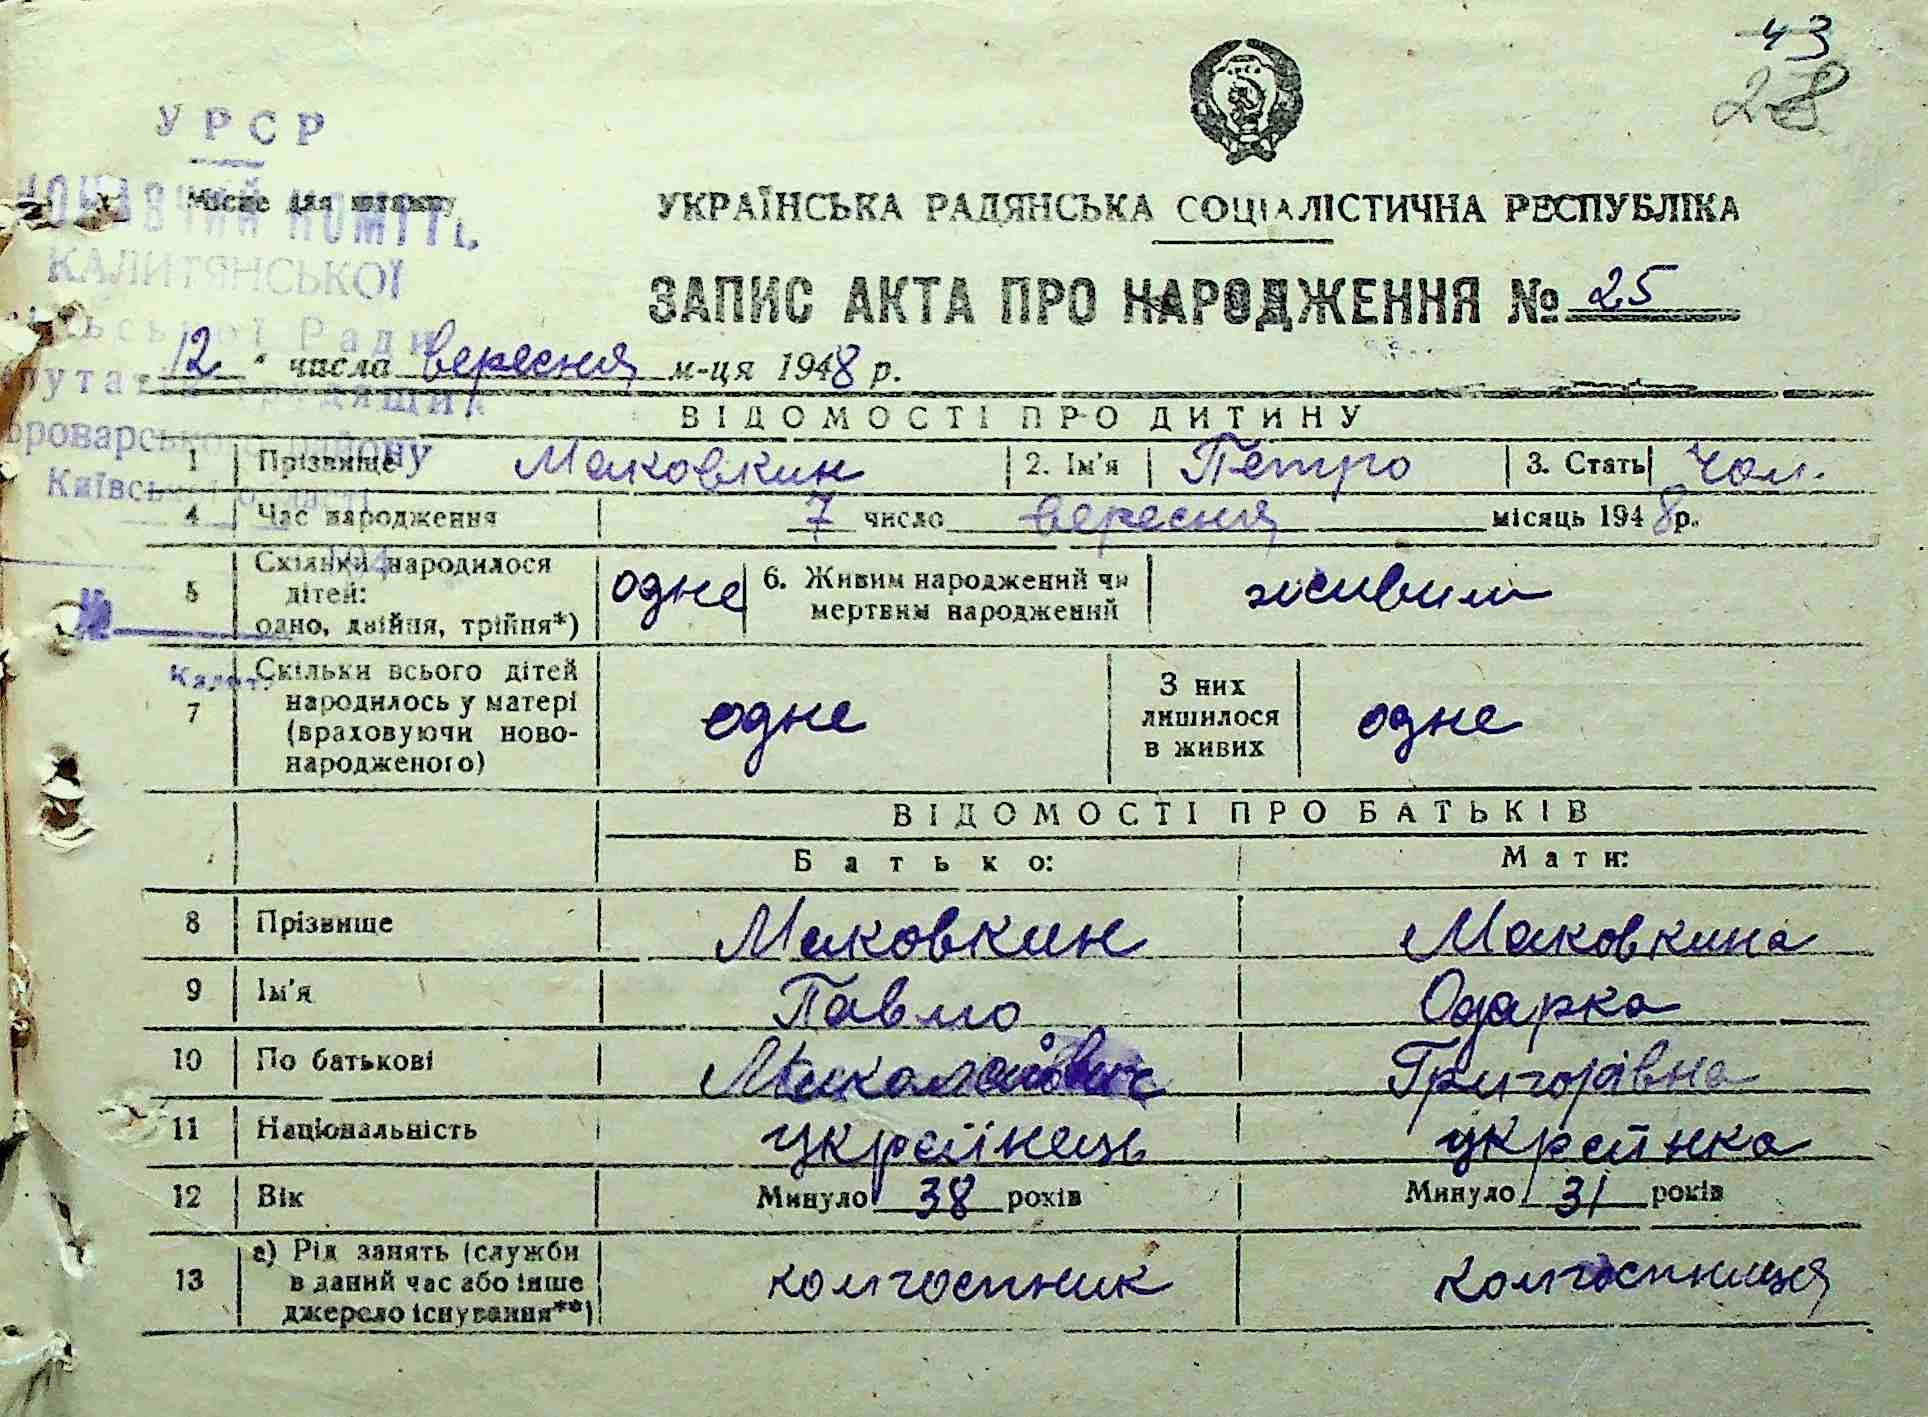 43
28
УРСР
Місце для штампу
КАЛИТЯНСЬКОЇ
Ради
УКРАЇНСЬКА РАДЯНСЬКА СОЦІАЛІСТИЧНА РЕСПУБЛІКА
ЗАПИС АКТА ПРО НАРОДЖЕННЯ № 25
12 числа вересня м-ця 1948 р.
ВІДОМОСТІ ПРО ДИТИНУ
1 Прізвище Маковкин 2. Ім'я Петро 3. Стать чол.
4 Час народження 7 число вересня місяць 1948 р.
5 Скільки народилося дітей: одно, двійня, трійня*) одне 6. Живим народжений чи мертвим народжений живим
7 Скільки всього дітей народилось у матері (враховуючи ново-народженого) одне З них лишилося в живих одне
ВІДОМОСТІ ПРО БАТЬКІВ
Батько: Мати:
8 Прізвище Маковкин Маковкина
9 Ім'я Павло Одарка
10 По батькові Григорівна
11 Національність українець українка
12 Вік Минуло 38 років Минуло 31 років
13 а) Рід занять (служби в даний час або інше джерело існування**) колгоспник колгоспниця